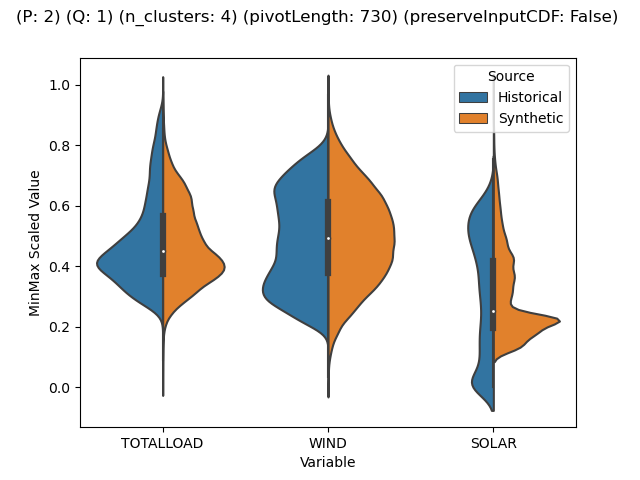 (P: 2) (Q: 1) (n_clusters: 4) (pivotLength: 730) (preserveInputCDF: False)
Source
Historical
Synthetic
1.0
0.8
0.6
0.4
0.2
0.0
MinMax Scaled Value
TOTALLOAD WIND SOLAR
Variable